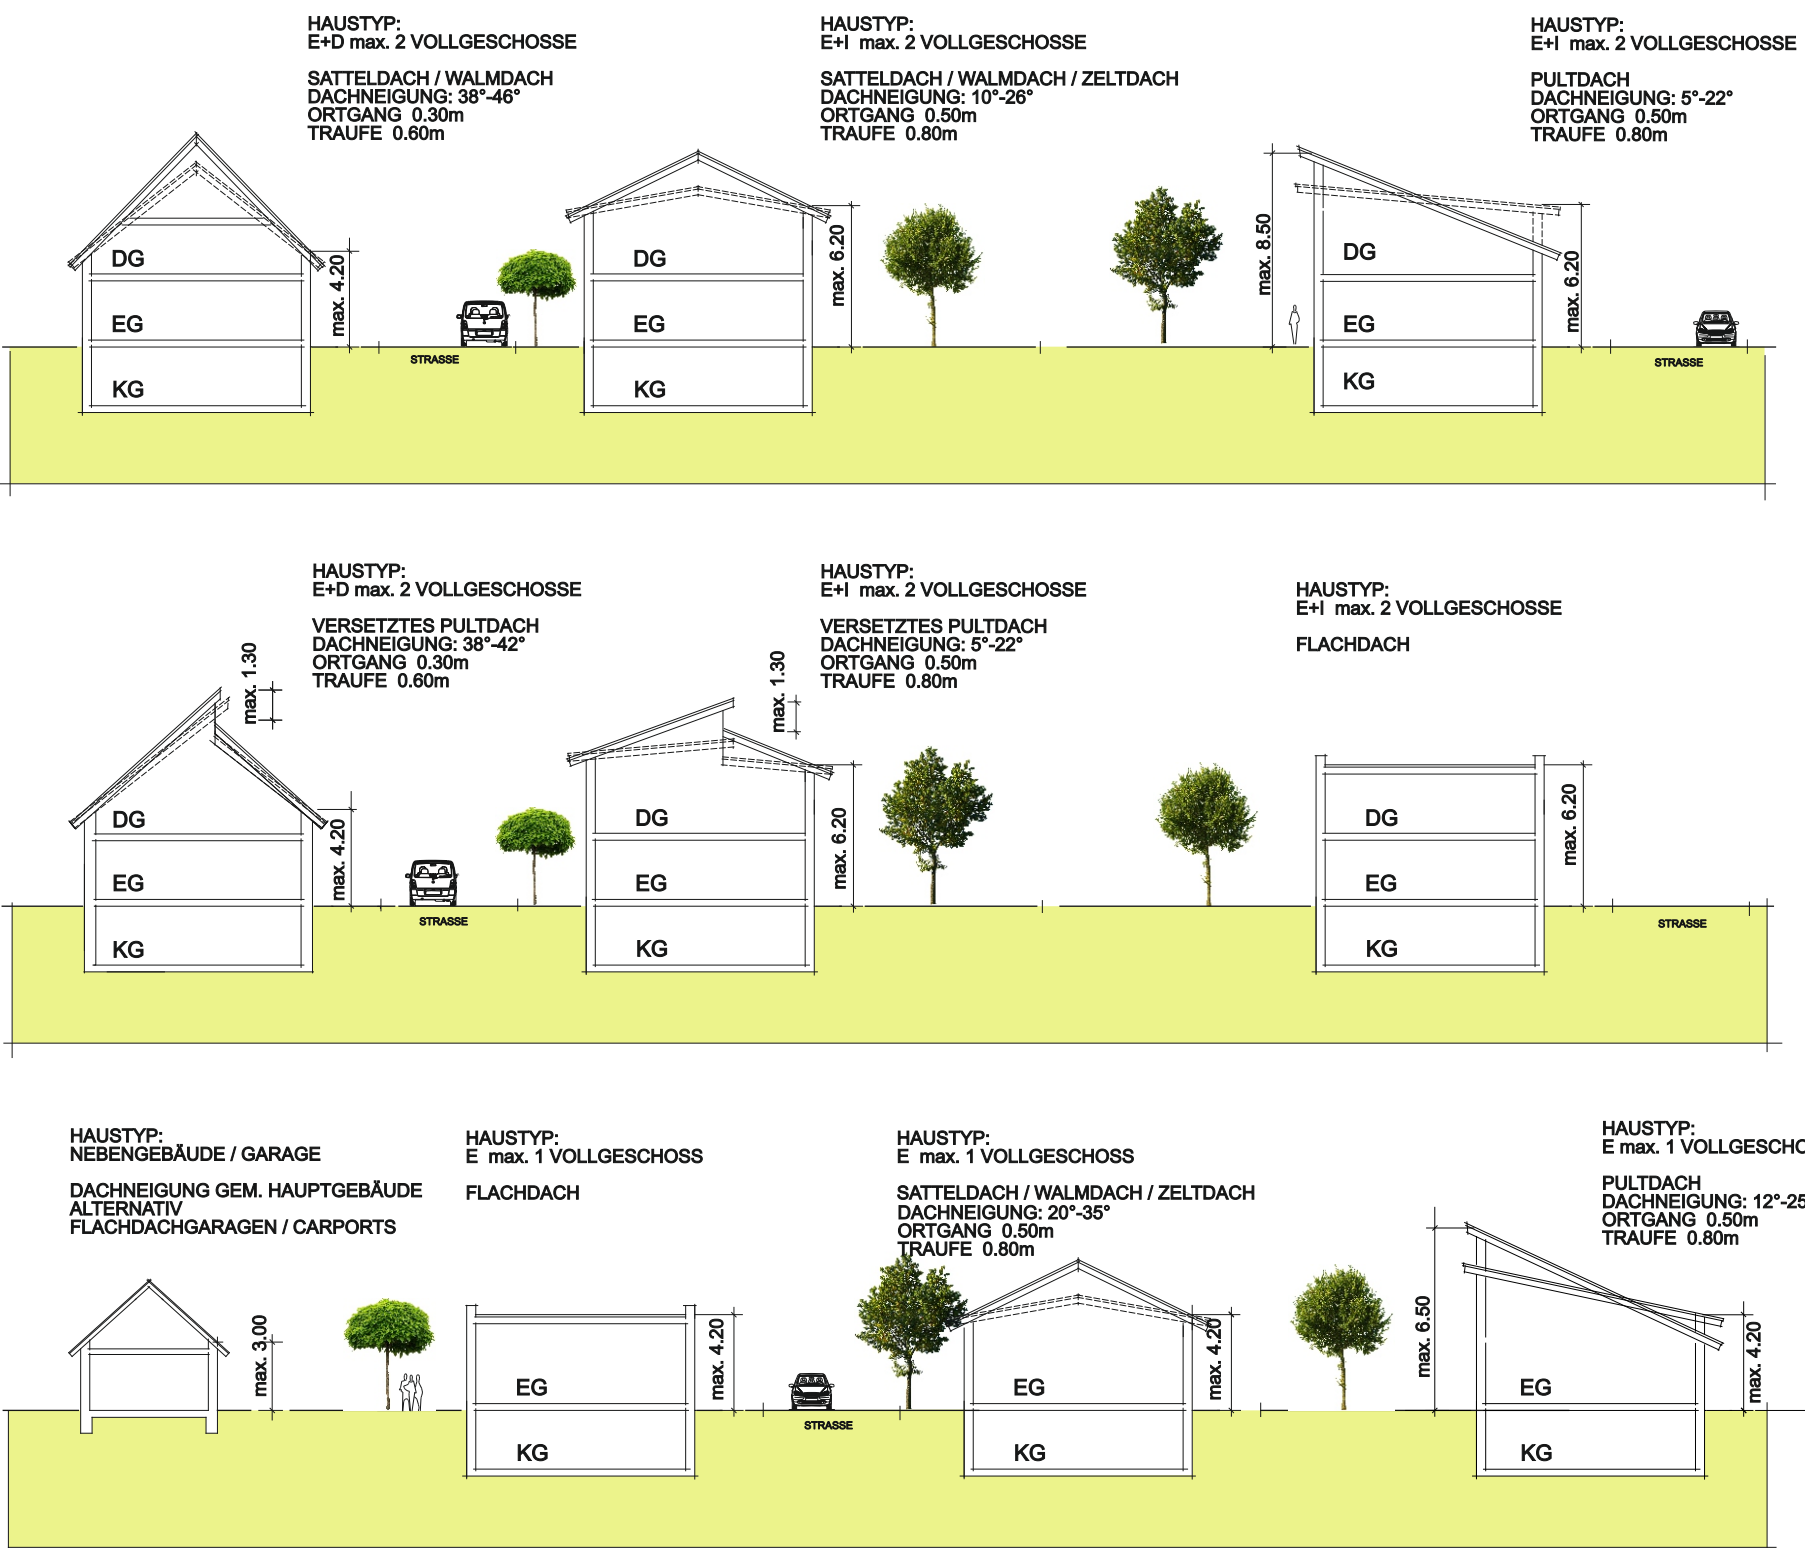 HAUSTYP:
E+D max. 2 VOLLGESCHOSSE
SATTELDACH / WALMDACH
DACHNEIGUNG: 38°-46°
ORTGANG 0.30m
TRAUFE 0.60m
HAUSTYP:
E+I max. 2 VOLLGESCHOSSE
SATTELDACH / WALMDACH / ZELTDACH
DACHNEIGUNG: 10°-26°
ORTGANG 0.50m
TRAUFE 0.80m
HAUSTYP:
E+I max. 2 VOLLGESCHOSSE
PULTDACH
DACHNEIGUNG: 5°-22°
ORTGANG 0.50m
TRAUFE 0.80m
DG
EG
KG
max. 4.20
STRASSE
DG
EG
KG
max. 6.20
max. 8.50
DG
EG
KG
max. 6.20
STRASSE
HAUSTYP:
E+D max. 2 VOLLGESCHOSSE
VERSETZTES PULTDACH
DACHNEIGUNG: 38°-42°
ORTGANG 0.30m
TRAUFE 0.60m
HAUSTYP:
E+I max. 2 VOLLGESCHOSSE
VERSETZTES PULTDACH
DACHNEIGUNG: 5°-22°
ORTGANG 0.50m
TRAUFE 0.80m
HAUSTYP:
E+I max. 2 VOLLGESCHOSSE
FLACHDACH
max. 1.30
DG
EG
KG
max. 4.20
STRASSE
max. 1.30
DG
EG
KG
max. 6.20
DG
EG
KG
max. 6.20
STRASSE
HAUSTYP:
NEBENGEBÄUDE / GARAGE
DACHNEIGUNG GEM. HAUPTGEBÄUDE
ALTERNATIV
FLACHDACHGARAGEN / CARPORTS
HAUSTYP:
E max. 1 VOLLGESCHOSS
FLACHDACH
HAUSTYP:
E max. 1 VOLLGESCHOSS
SATTELDACH / WALMDACH / ZELTDACH
DACHNEIGUNG: 20°-35°
ORTGANG 0.50m
TRAUFE 0.80m
HAUSTYP:
E max. 1 VOLLGESCHO
PULTDACH
DACHNEIGUNG: 12°-25
ORTGANG 0.50m
TRAUFE 0.80m
max. 3.00
EG
KG
max. 4.20
STRASSE
EG
KG
max. 4.20
max. 6.50
EG
KG
max. 4.20